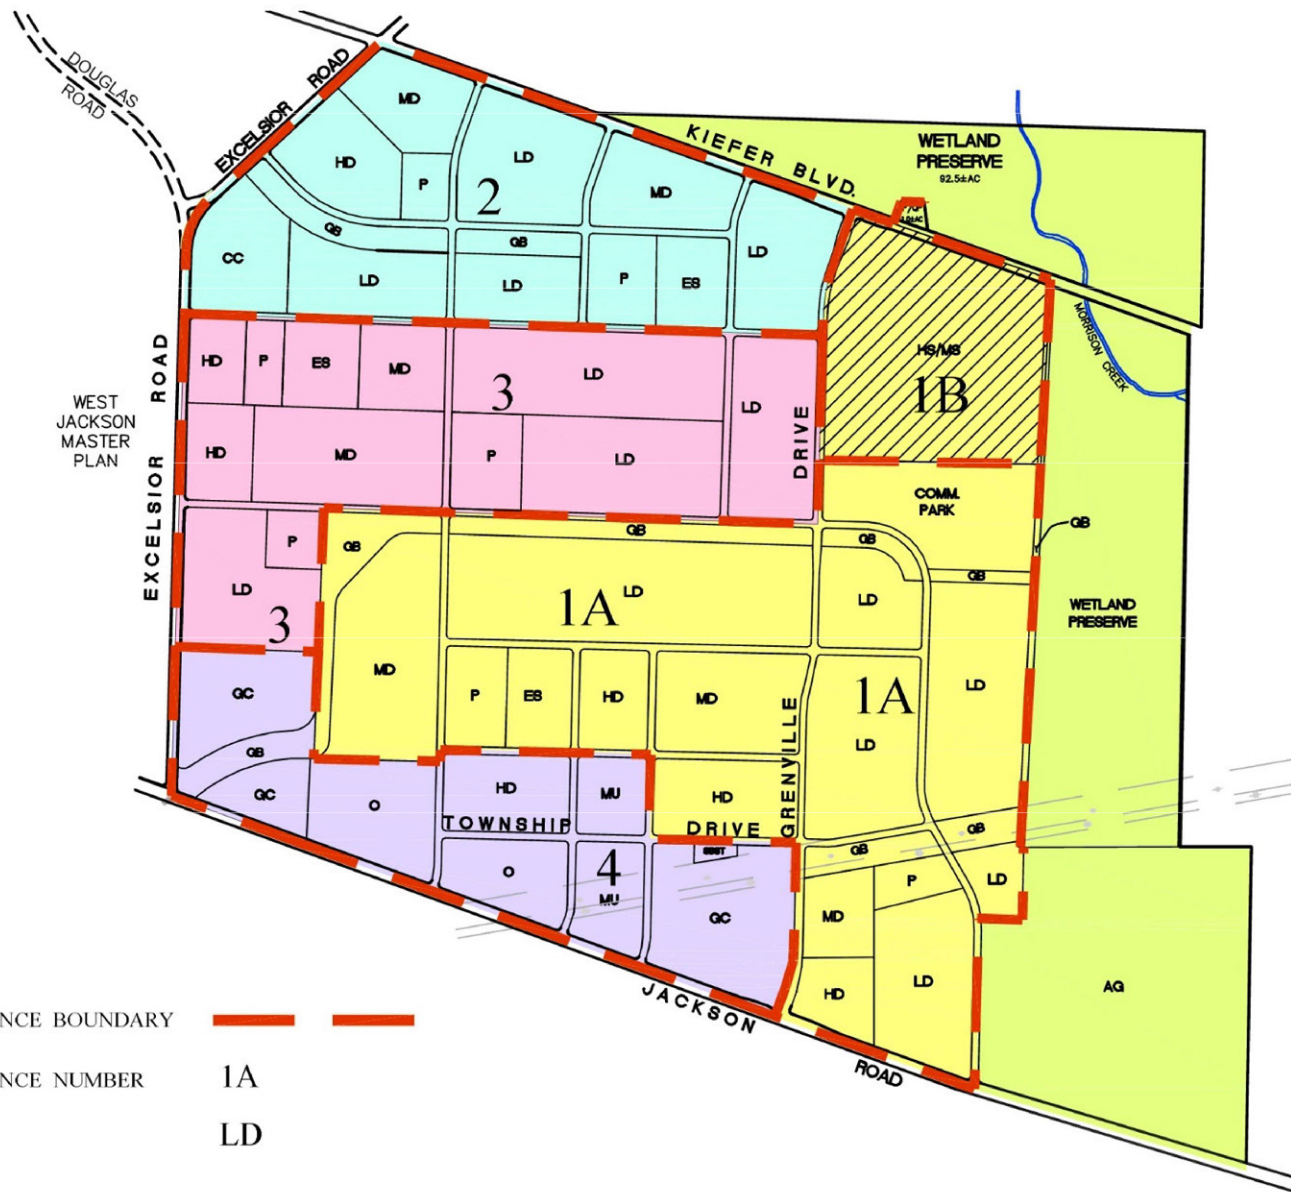 DOUGLAS
ROAD
EXCELSIOR ROAD
KIEFER BLVD.
WETLAND
PRESERVE
92.5±AC
MD
HD
P
LD
2
MD
GB
GB
CC
LD
LD
P
ES
LD
MORRISON CREEK
HS/MS
1B
EXCELSIOR ROAD
WEST
JACKSON
MASTER
PLAN
HD
P
ES
MD
3
LD
LD
DRIVE
HD
MD
P
LD
COMM.
PARK
GB
P
LD
3
GB
GB
GB
GB
1A
LD
LD
WETLAND
PRESERVE
MD
P
ES
HD
MD
GRENVILLE
1A
LD
LD
GC
GB
GC
O
HD
MU
HD
TOWNSHIP DRIVE
GB
GB
O
4
MU
GC
P
LD
MD
HD
LD
AG
JACKSON ROAD
NCE BOUNDARY
NCE NUMBER 1A
LD